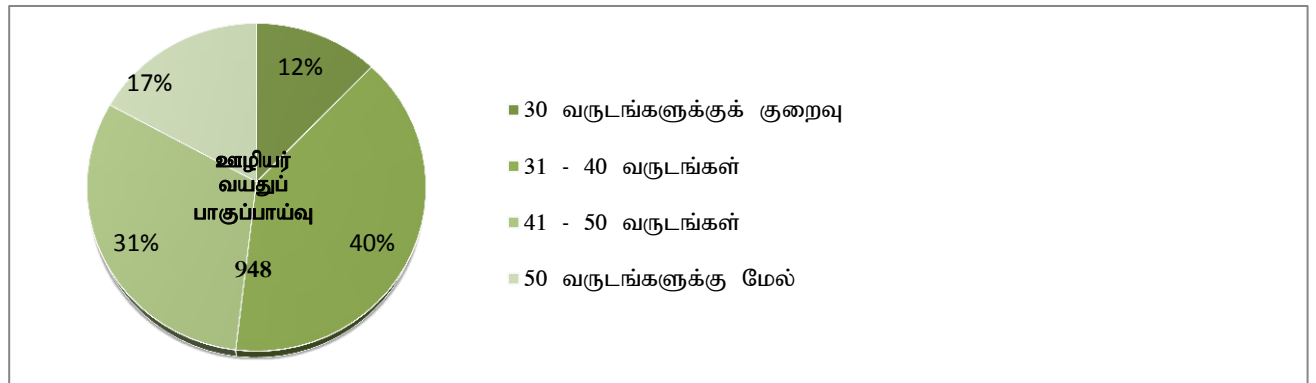 12%
17%
ஊழியர்
வயதுப்
பாகுப்பாய்வு
31%
40%
948
30 வருடங்களுக்குக் குறைவு
31 - 40 வருடங்கள்
41 - 50 வருடங்கள்
50 வருடங்களுக்கு மேல்